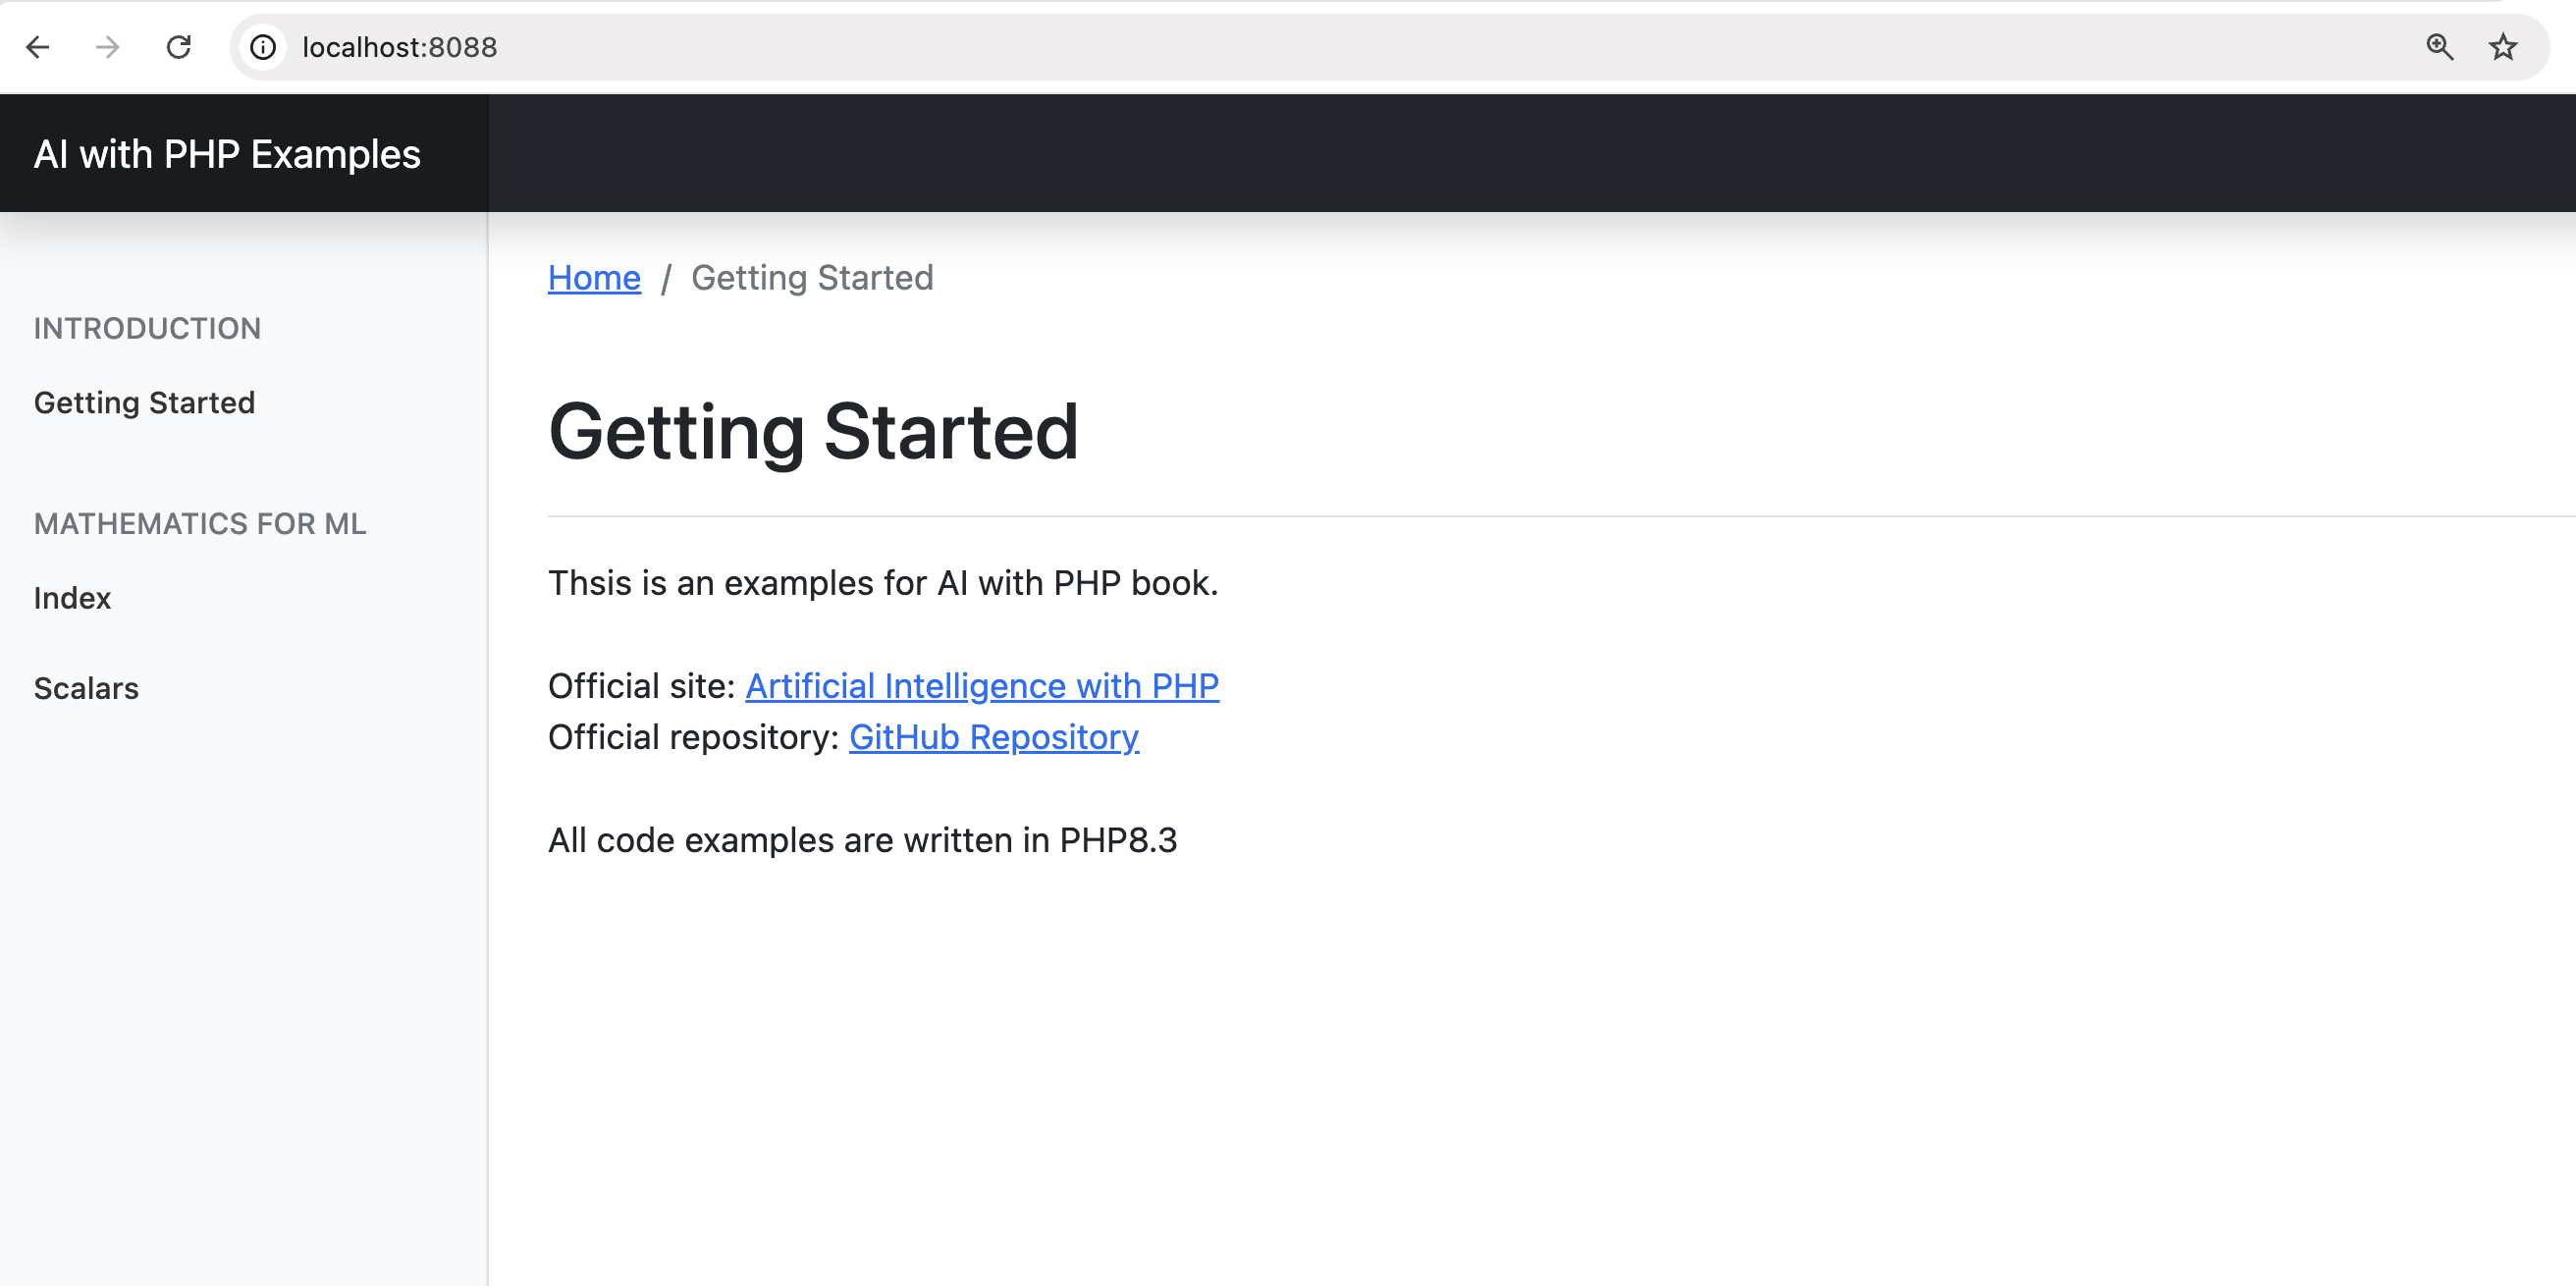 localhost:8088
AI with PHP Examples
INTRODUCTION
Getting Started
MATHEMATICS FOR ML
Index
Scalars
Home / Getting Started
Getting Started
Thsis is an examples for AI with PHP book.
Official site: Artificial Intelligence with PHP
Official repository: GitHub Repository
All code examples are written in PHP8.3